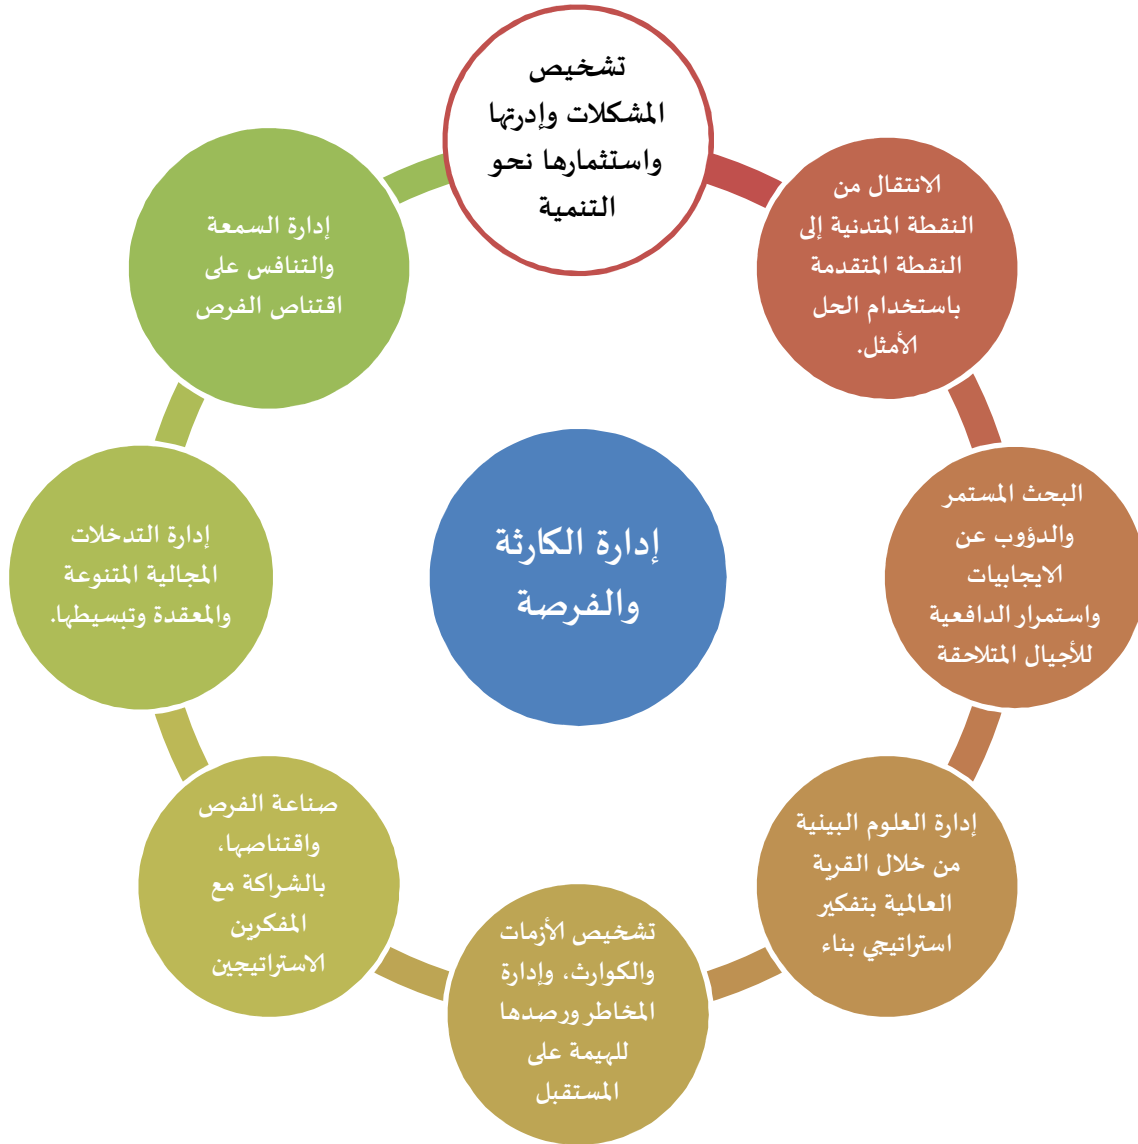 تشخيص
المشكلات وإدرتها
واستثمارها نحو
التنمية
الانتقال من
النقطة المتدنية إلى
النقطة المتقدمة
باستخدام الحل
الأمثل.
البحث المستمر
والدؤوب عن
الايجابيات
واستمرار الدافعية
للأجيال المتلاحقة
إدارة العلوم البينية
من خلال القرية
العالمية بتفكير
استراتيجي بناء
تشخيص الأزمات
والكوارث، وإدارة
المخاطر ورصدها
للهيمة على
المستقبل
صناعة الفرص
واقتناصها،
بالشراكة مع
المفكرين
الاستراتيجين
إدارة التدخلات
المجالية المتنوعة
والمعقدة وتبسيطها.
إدارة السمعة
والتنافس على
اقتناص الفرص
إدارة الكارثة
والفرصة